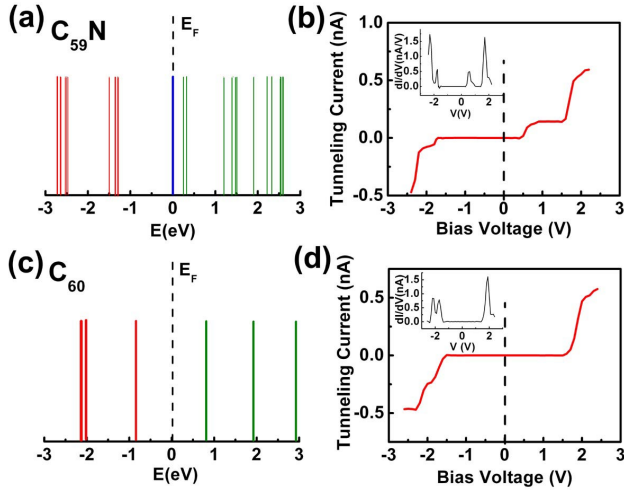 (a)
C59N
EF
-3 -2 -1 0 1 2 3
E(eV)
(b)
Tunneling Current (nA)
1.0
0.5
0.0
-0.5
-3 -2 -1 0 1 2 3
Bias Voltage (V)
dI/dV(nA/V)
1.5
1.0
0.5
0.0
-2 0 2
V(V)
(c)
C60
EF
-3 -2 -1 0 1 2 3
E(eV)
(d)
Tunneling Current (nA)
0.5
0.0
-0.5
-3 -2 -1 0 1 2 3
Bias Voltage (V)
dI/dV(nA/V)
1.5
1.0
0.5
0.0
-2 0 2
V (V)